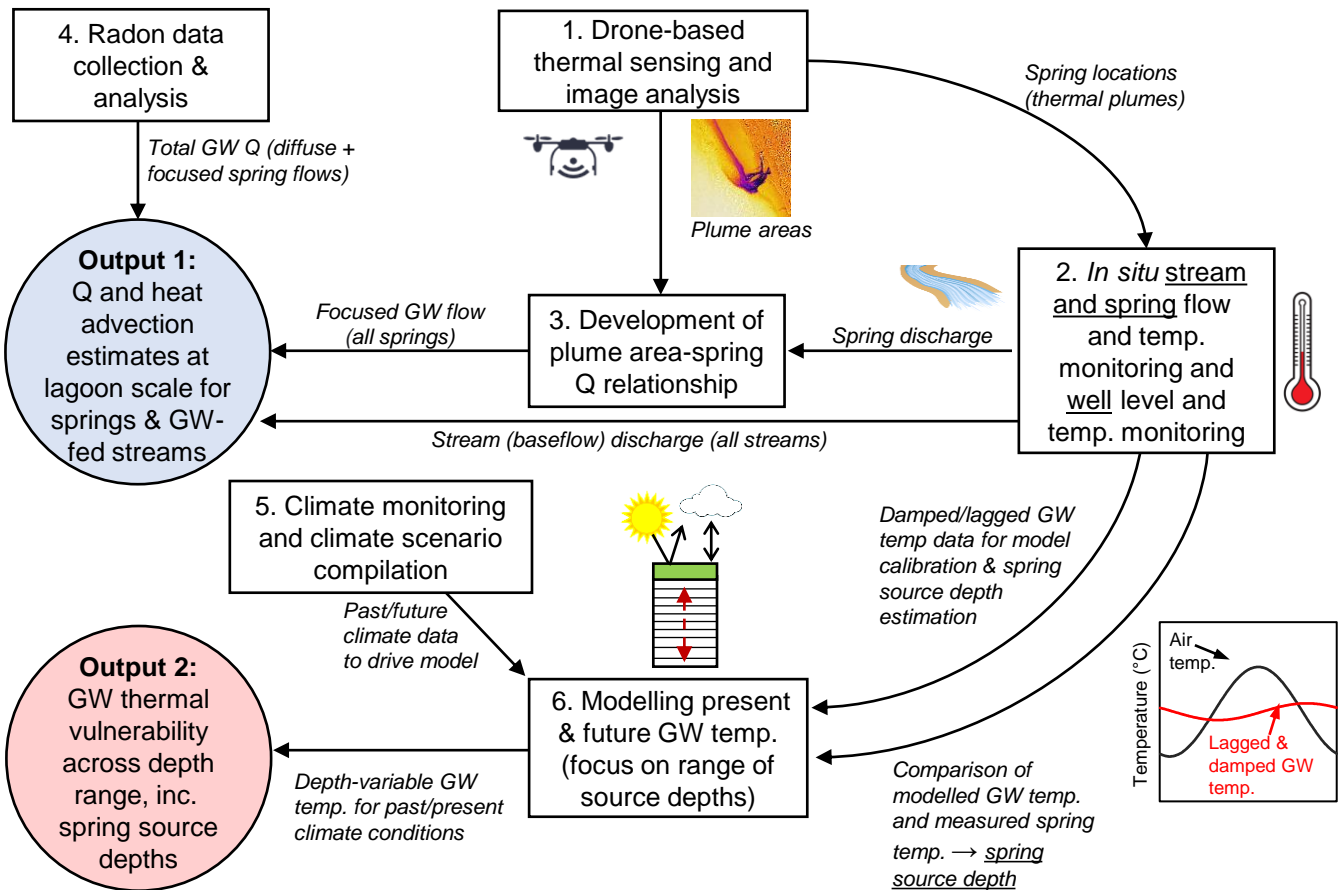 4. Radon data
collection &
analysis
1. Drone-based
thermal sensing and
image analysis
Spring locations
(thermal plumes)
Total GW Q (diffuse +
focused spring flows)
Plume areas
Output 1:
Q and heat
advection
estimates at
lagoon scale for
springs & GW-
fed streams
Focused GW flow
(all springs)
3. Development of
plume area-spring
Q relationship
Spring discharge
2. In situ stream
and spring flow
and temp.
monitoring and
well level and
temp. monitoring
Stream (baseflow) discharge (all streams)
5. Climate monitoring
and climate scenario
compilation
Past/future
climate data
to drive model
Damped/lagged GW
temp data for model
calibration & spring
source depth
estimation
Output 2:
GW thermal
vulnerability
across depth
range, inc.
spring source
depths
6. Modelling present
& future GW temp.
(focus on range of
source depths)
Depth-variable GW
temp. for past/present
climate conditions
Comparison of
modelled GW temp.
and measured spring
temp. → spring
source depth
Temperature (°C)
Air
temp.
Lagged &
damped GW
temp.